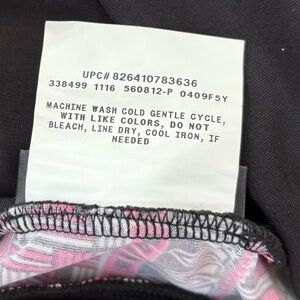 UPC# 826410783636
338499 1116 560812-P 0409F5Y
MACHINE WASH COLD GENTLE CYCLE,
WITH LIKE COLORS, DO NOT
BLEACH, LINE DRY, COOL IRON, IF
NEEDED